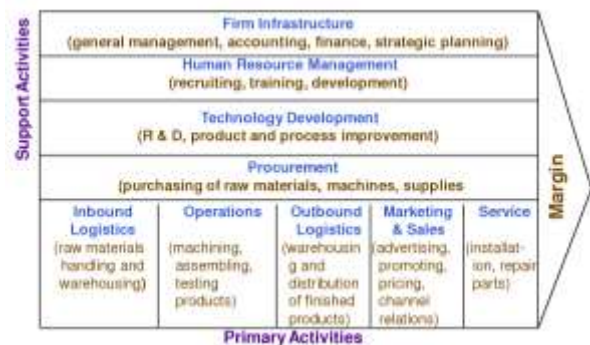 Support Activities
Firm Infrastructure
(general management, accounting, finance, strategic planning)
Human Resource Management
(recruiting, training, development)
Technology Development
(R & D, product and process improvement)
Procurement
(purchasing of raw materials, machines, supplies
Inbound
Logistics
(raw materials
handling and
warehousing)
Operations
(machining,
assembling,
testing
products)
Outbound
Logistics
(warehousin
g and
distribution
of finished
products)
Marketing
& Sales
(advertising,
promoting,
pricing,
channel
relations)
Service
(installat-
ion, repair
parts)
Margin
Primary Activities